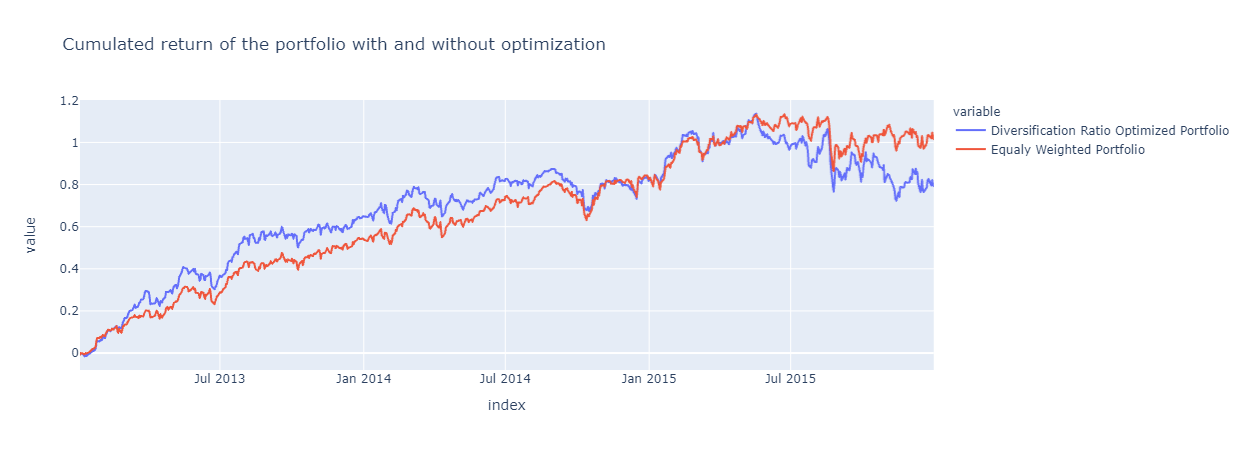 Cumulated return of the portfolio with and without optimization
value
1.2
1
0.8
0.6
0.4
0.2
0
Jul 2013
Jan 2014
Jul 2014
Jan 2015
Jul 2015
index
variable
Diversification Ratio Optimized Portfolio
Equaly Weighted Portfolio